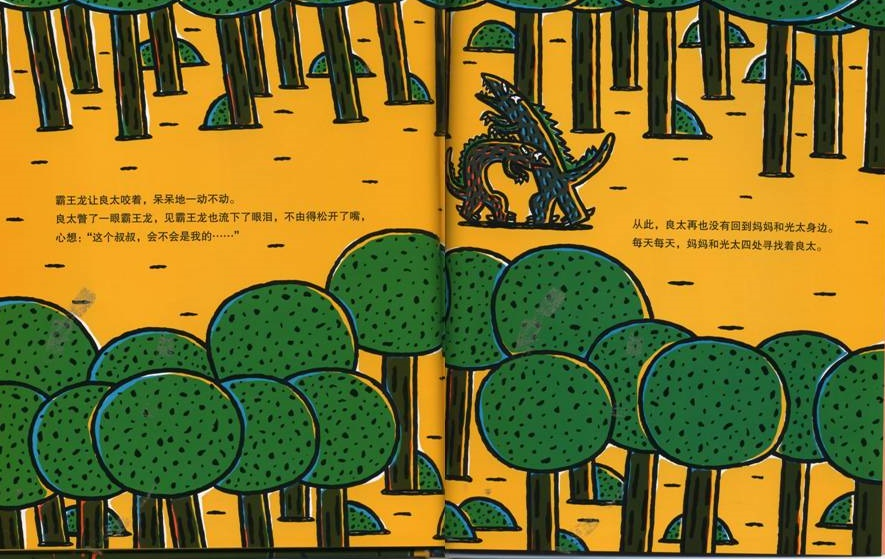 霸王龙让良太咬着，呆呆地一动不动。
良太瞥了一眼霸王龙，见霸王龙也流下了眼泪，不由得松开了嘴，
心想：“这个叔叔，会不会是我的……”
从此，良太再也没有回到妈妈和光太身边。
每天每天，妈妈和光太四处寻找着良太。